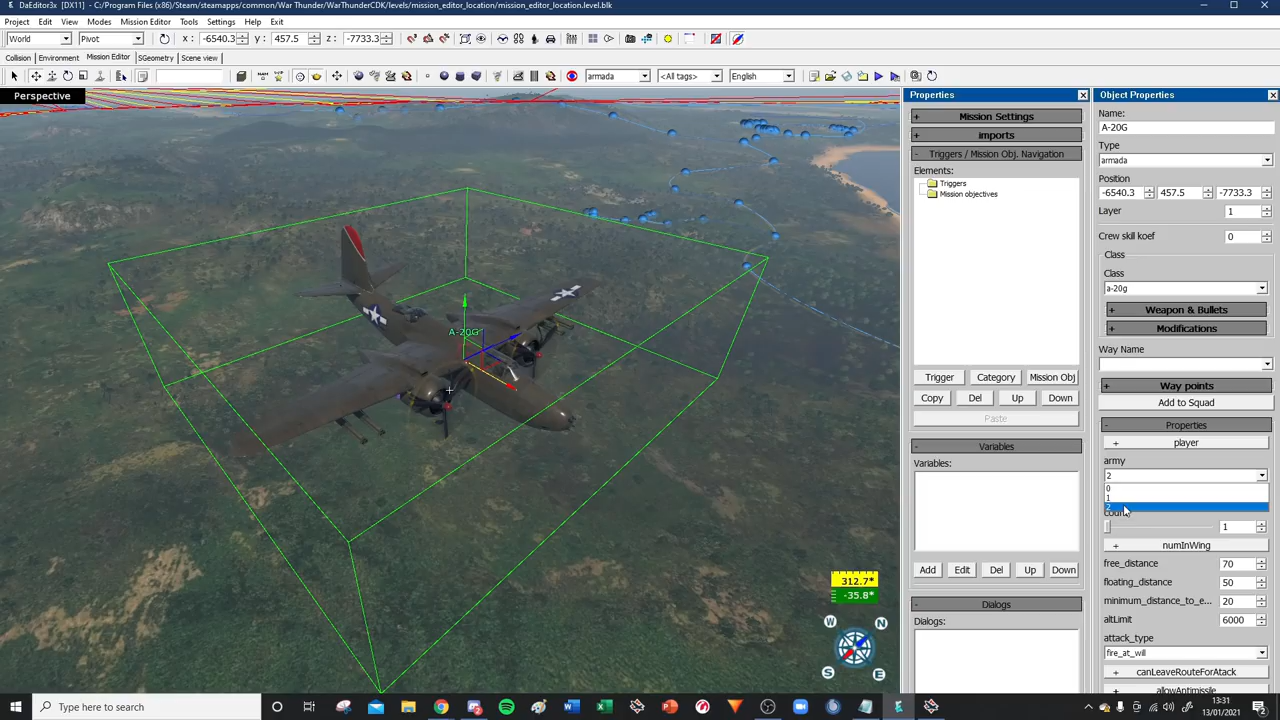 DaEditor3x [DX11] - C:/Program Files (x86)/Steam/steamapps/common/War Thunder/WarThunderCDK/levels/mission_editor_location/mission_editor_location.level.blk
Project Edit Mission Editor Tools Settings Help Exit
World Pivot x : -6540.3 y : 457.5 z : -7733.3
Collision Environment Mission Editor SGeometry Scene view
armada <All tags> English
Perspective
A-20G
312.7*
-35.8*
W N
S E
Properties
+ Mission Settings
+ imports
- Triggers / Mission Obj. Navigation
Elements:
Triggers
Mission objectives
Trigger Category Mission Obj
Copy Del Up Down
Paste
- Variables
Variables:
Add Edit Del Up Down
- Dialogs
Dialogs:
Object Properties
Name:
A-20G
Type
armada
Position
-6540.3 457.5 -7733.3
Layer 1
Crew skill koef 0
Class
Class
a-20g
+ Weapon & Bullets
+ Modifications
Way Name
+ Way points
Add to Squad
- Properties
+ player
army
2
0
1
2
count
1
+ numInWing
free_distance 70
floating_distance 50
minimum_distance_to_e... 20
altLimit 6000
attack_type
fire_at_will
+ canLeaveRouteForAtack
+ allowAntimissile
Type here to search
13:31
13/01/2021